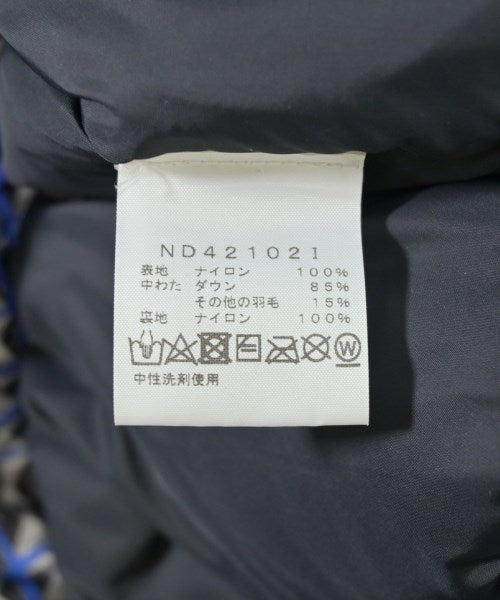 ND42102I
表地 ナイロン 100%
中わた ダウン 85%
その他の羽毛 15%
裏地 ナイロン 100%
W
中性洗剤使用